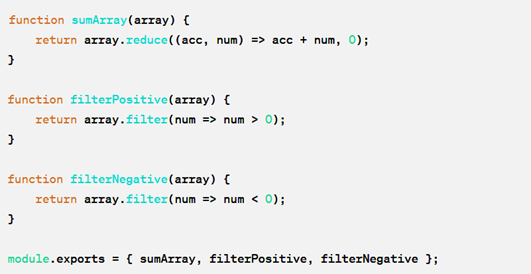 function sumArray(array) {
    return array.reduce((acc, num) => acc + num, 0);
}

function filterPositive(array) {
    return array.filter(num => num > 0);
}

function filterNegative(array) {
    return array.filter(num => num < 0);
}

module.exports = { sumArray, filterPositive, filterNegative };